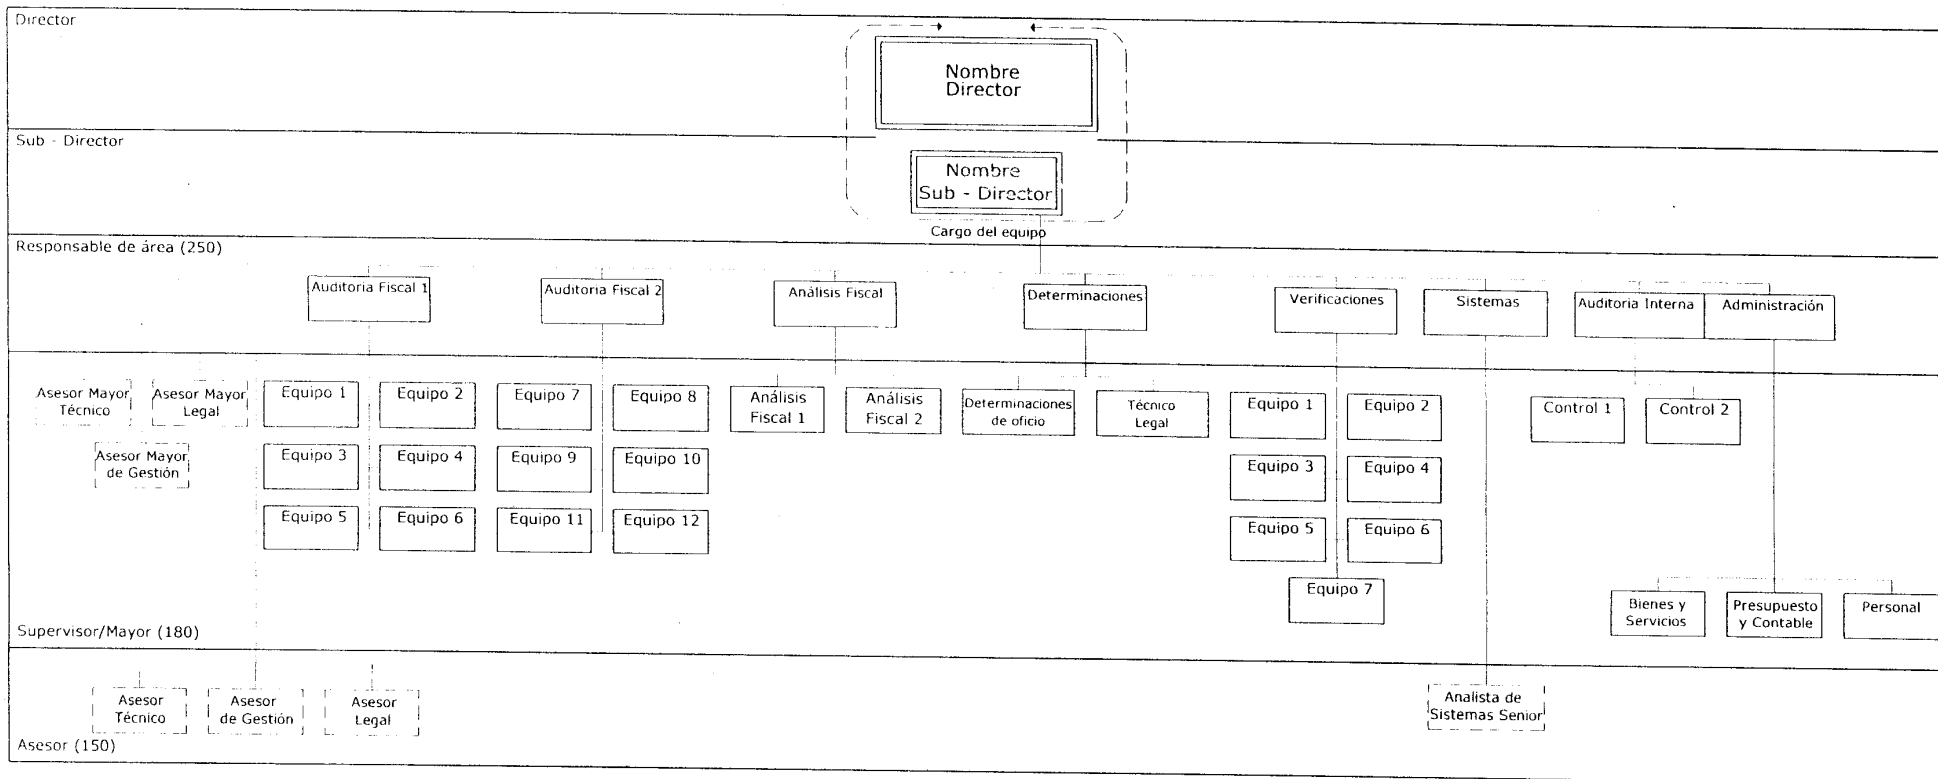 Director
Nombre
Director
Sub - Director
Nombre
Sub - Director
Cargo del equipo
Responsable de área (250)
Auditoria Fiscal 1
Auditoria Fiscal 2
Análisis Fiscal
Determinaciones
Verificaciones
Sistemas
Auditoria Interna
Administración
Asesor Mayor
Técnico
Asesor Mayor
Legal
Equipo 1
Equipo 2
Equipo 7
Equipo 8
Análisis
Fiscal 1
Análisis
Fiscal 2
Determinaciones
de oficio
Técnico
Legal
Equipo 1
Equipo 2
Control 1
Control 2
Asesor Mayor
de Gestión
Equipo 3
Equipo 4
Equipo 9
Equipo 10
Equipo 3
Equipo 4
Equipo 5
Equipo 6
Equipo 11
Equipo 12
Equipo 5
Equipo 6
Equipo 7
Bienes y
Servicios
Presupuesto
y Contable
Personal
Supervisor/Mayor (180)
Asesor
Técnico
Asesor
de Gestión
Asesor
Legal
Analista de
Sistemas Senior
Asesor (150)